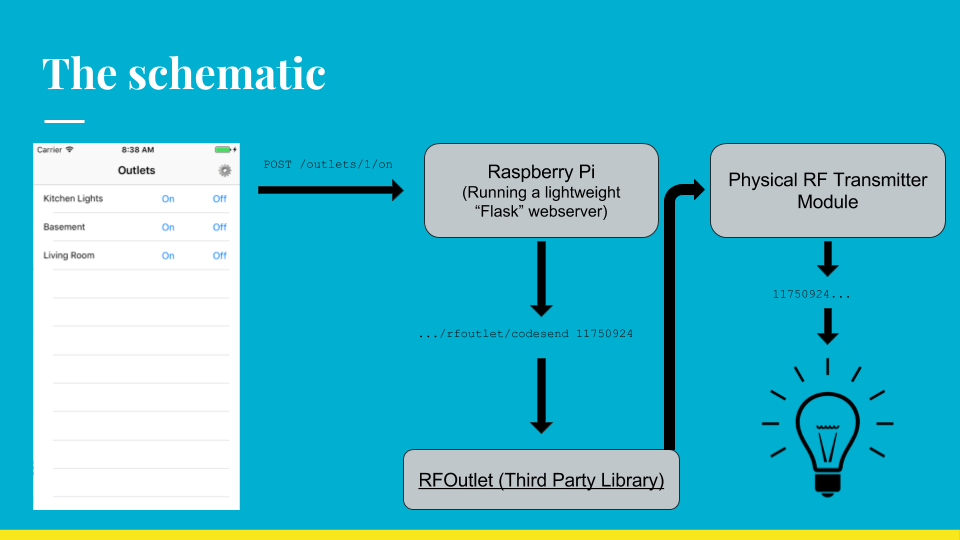 The schematic
Carrier 8:38 AM
Outlets
Kitchen Lights On Off
Basement On Off
Living Room On Off
POST /outlets/1/on
Raspberry Pi
(Running a lightweight
“Flask” webserver)
.../rfoutlet/codesend 11750924
RFOutlet (Third Party Library)
Physical RF Transmitter
Module
11750924...